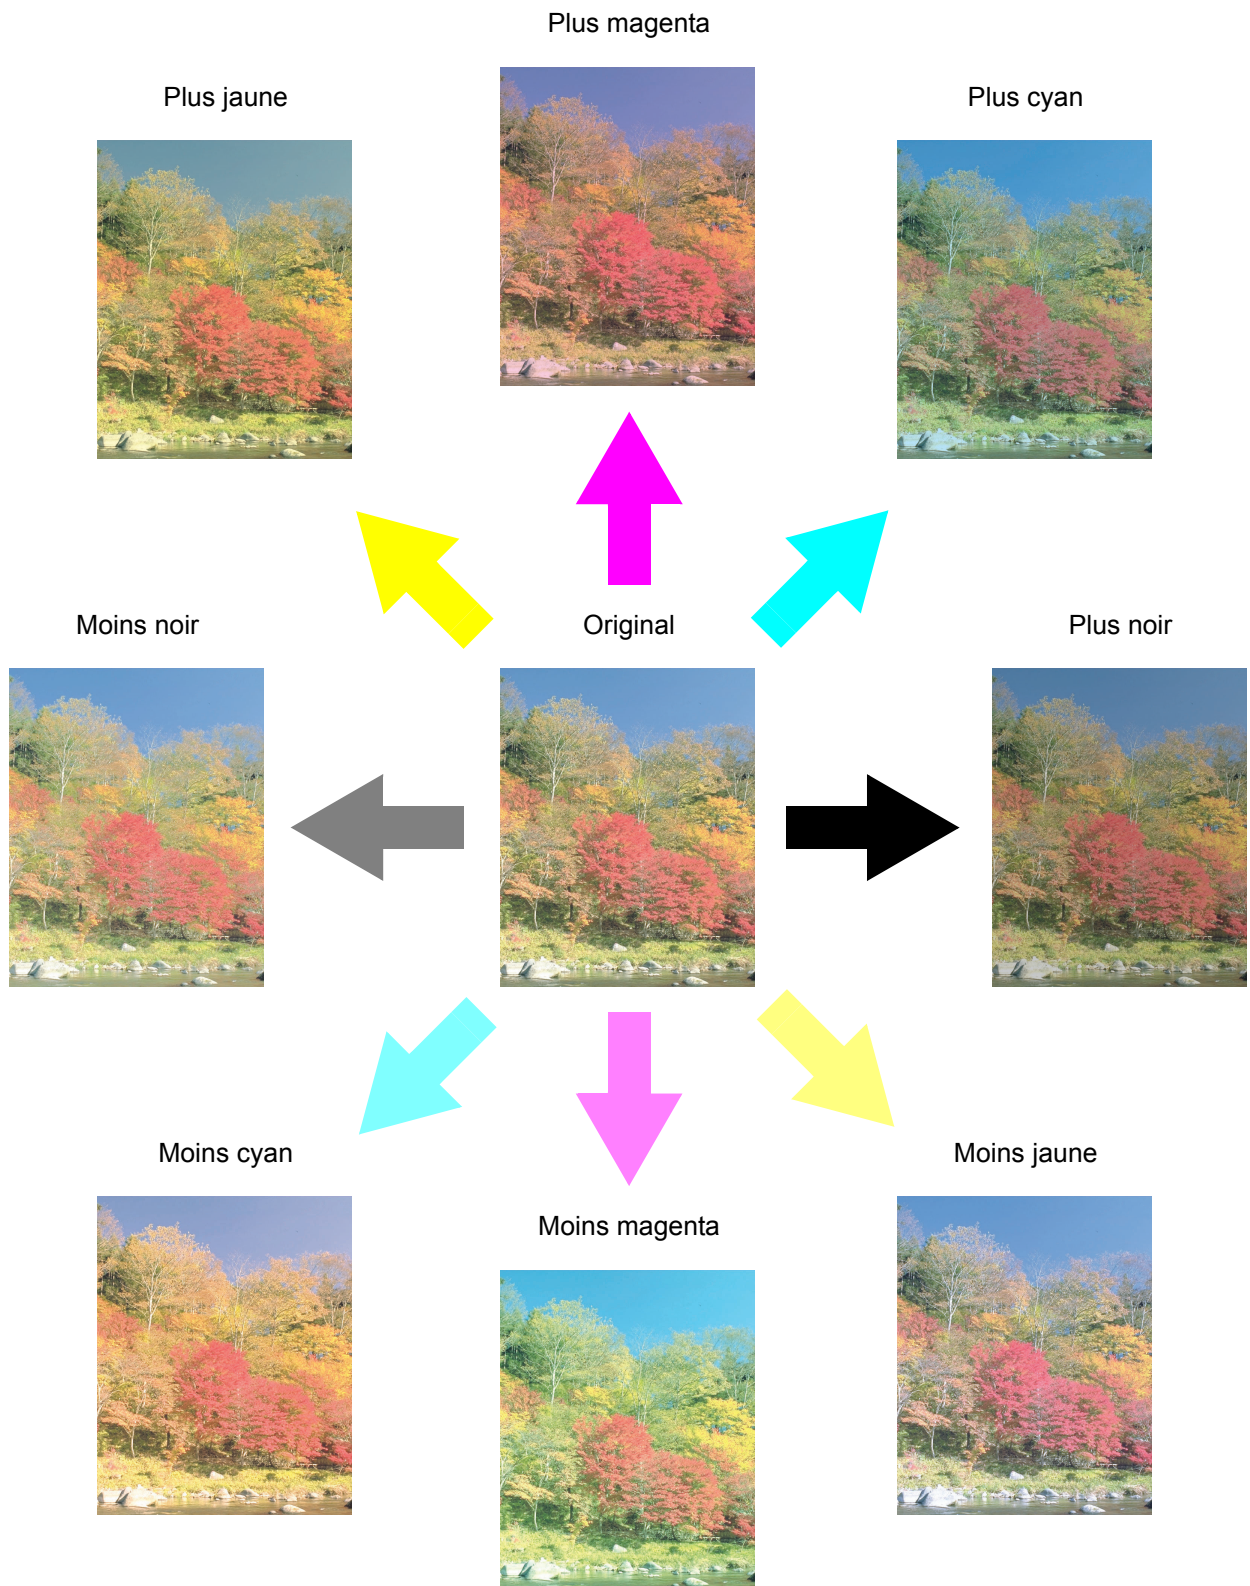 Plus magenta
Plus jaune
Plus cyan
Moins noir
Original
Plus noir
Moins cyan
Moins jaune
Moins magenta